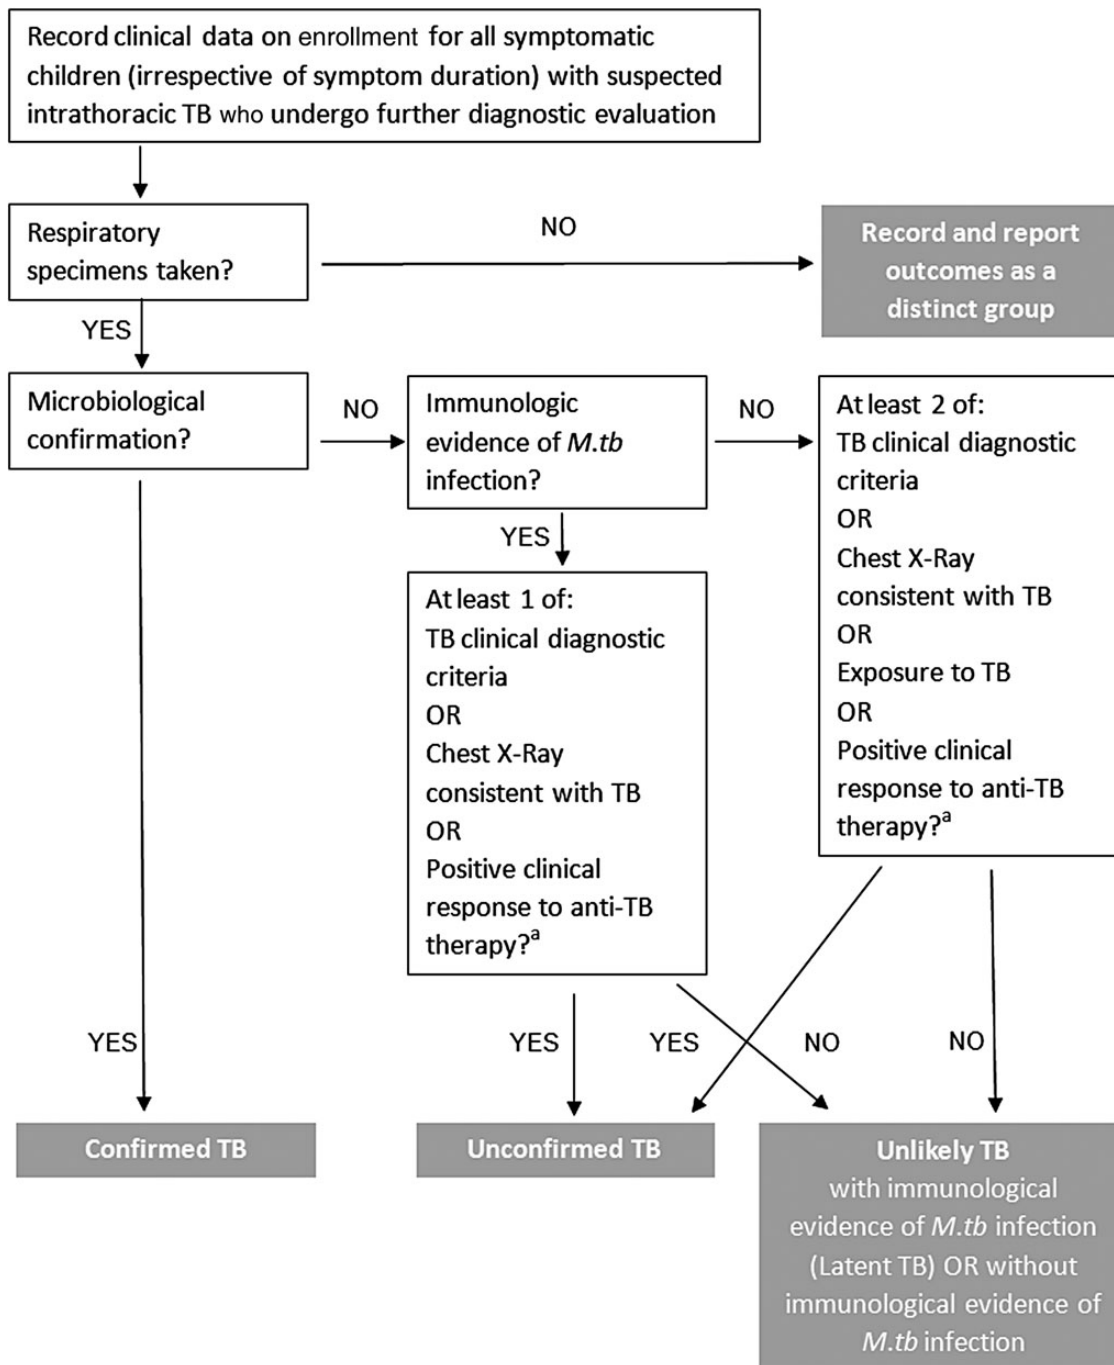 Record clinical data on enrollment for all symptomatic
children (irrespective of symptom duration) with suspected
intrathoracic TB who undergo further diagnostic evaluation
Respiratory
specimens taken?
NO
Record and report
outcomes as a
distinct group
YES
Microbiological
confirmation?
NO
Immunologic
evidence of M.tb
infection?
NO
At least 2 of:
TB clinical diagnostic
criteria
OR
Chest X-Ray
consistent with TB
OR
Exposure to TB
OR
Positive clinical
response to anti-TB
therapy?ᵃ
YES
At least 1 of:
TB clinical diagnostic
criteria
OR
Chest X-Ray
consistent with TB
OR
Positive clinical
response to anti-TB
therapy?ᵃ
YES
YES
YES
NO
NO
Confirmed TB
Unconfirmed TB
Unlikely TB
with immunological
evidence of M.tb infection
(Latent TB) OR without
immunological evidence of
M.tb infection